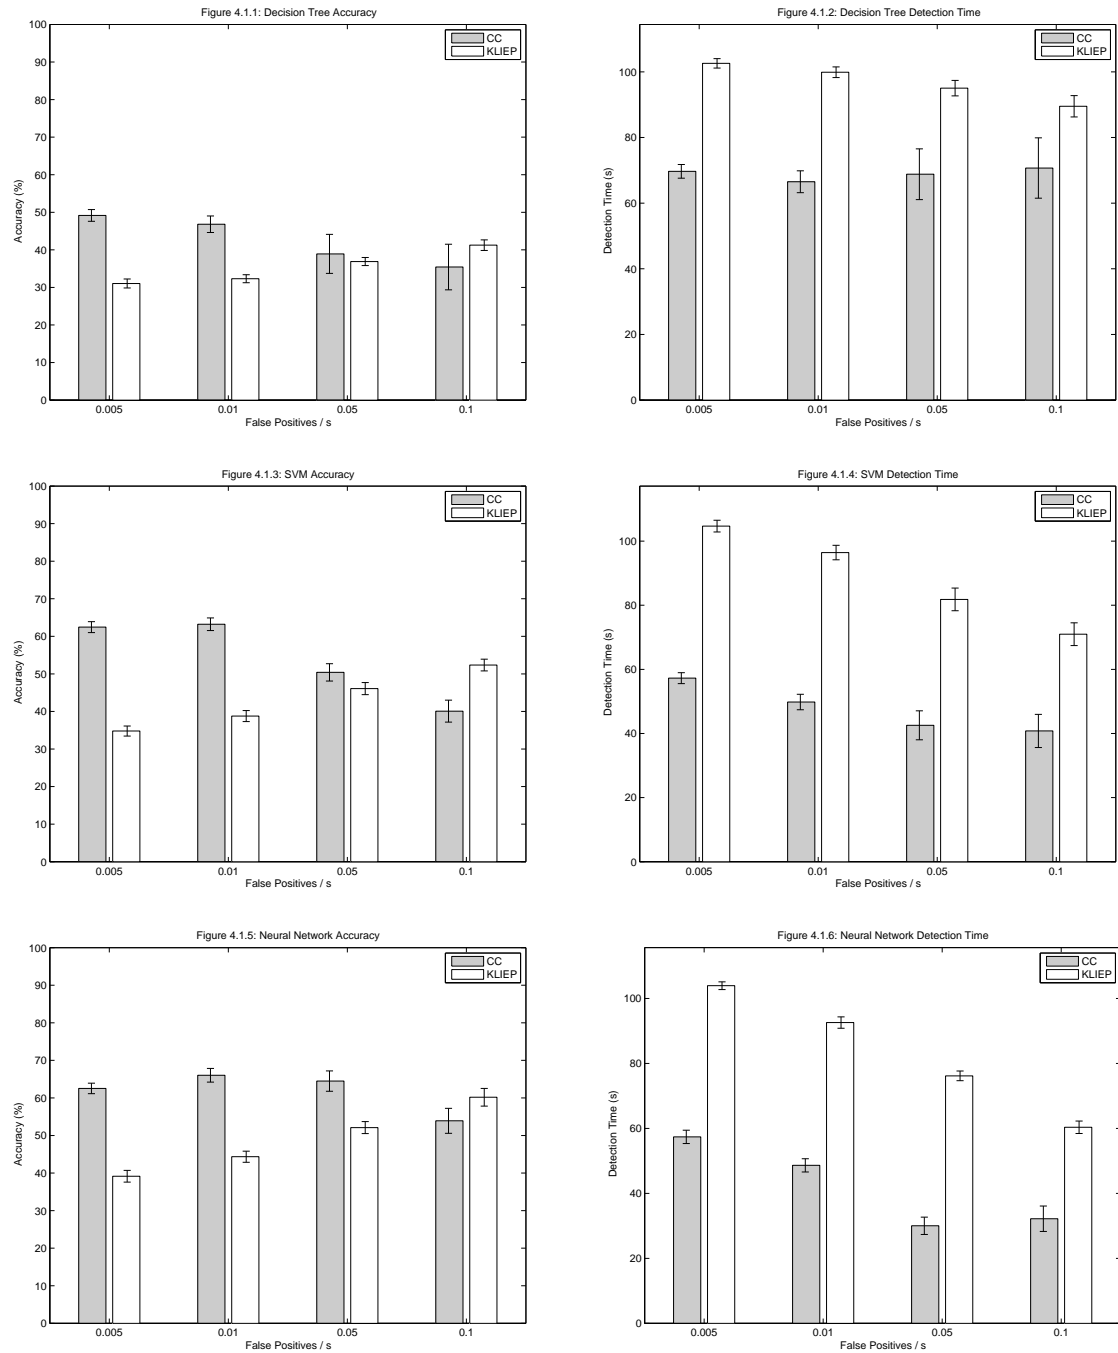 Figure 4.1.1: Decision Tree Accuracy
CC
KLIEP
Accuracy (%)
100
90
80
70
60
50
40
30
20
10
0
0.005 0.01 0.05 0.1
False Positives / s
Figure 4.1.2: Decision Tree Detection Time
CC
KLIEP
Detection Time (s)
100
80
60
40
20
0
0.005 0.01 0.05 0.1
False Positives / s
Figure 4.1.3: SVM Accuracy
CC
KLIEP
Accuracy (%)
100
90
80
70
60
50
40
30
20
10
0
0.005 0.01 0.05 0.1
False Positives / s
Figure 4.1.4: SVM Detection Time
CC
KLIEP
Detection Time (s)
100
80
60
40
20
0
0.005 0.01 0.05 0.1
False Positives / s
Figure 4.1.5: Neural Network Accuracy
CC
KLIEP
Accuracy (%)
100
90
80
70
60
50
40
30
20
10
0
0.005 0.01 0.05 0.1
False Positives / s
Figure 4.1.6: Neural Network Detection Time
CC
KLIEP
Detection Time (s)
100
80
60
40
20
0
0.005 0.01 0.05 0.1
False Positives / s